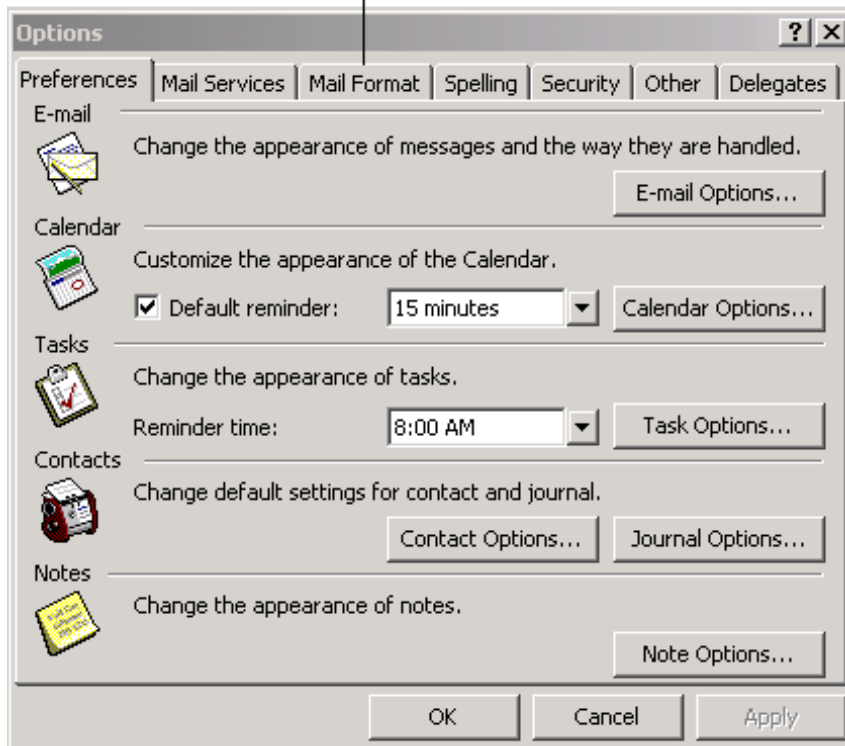 Options
Preferences Mail Services Mail Format Spelling Security Other Delegates
E-mail
Change the appearance of messages and the way they are handled.
E-mail Options...
Calendar
Customize the appearance of the Calendar.
Default reminder: 15 minutes Calendar Options...
Tasks
Change the appearance of tasks.
Reminder time: 8:00 AM Task Options...
Contacts
Change default settings for contact and journal.
Contact Options... Journal Options...
Notes
Change the appearance of notes.
Note Options...
OK Cancel Apply